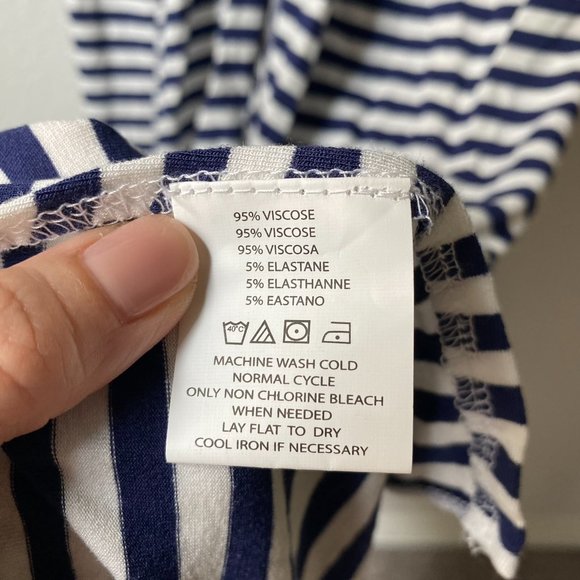 95% VISCOSE
95% VISCOSE
95% VISCOSA
5% ELASTANE
5% ELASTHANNE
5% EASTANO
40°C
MACHINE WASH COLD
NORMAL CYCLE
ONLY NON CHLORINE BLEACH
WHEN NEEDED
LAY FLAT TO DRY
COOL IRON IF NECESSARY